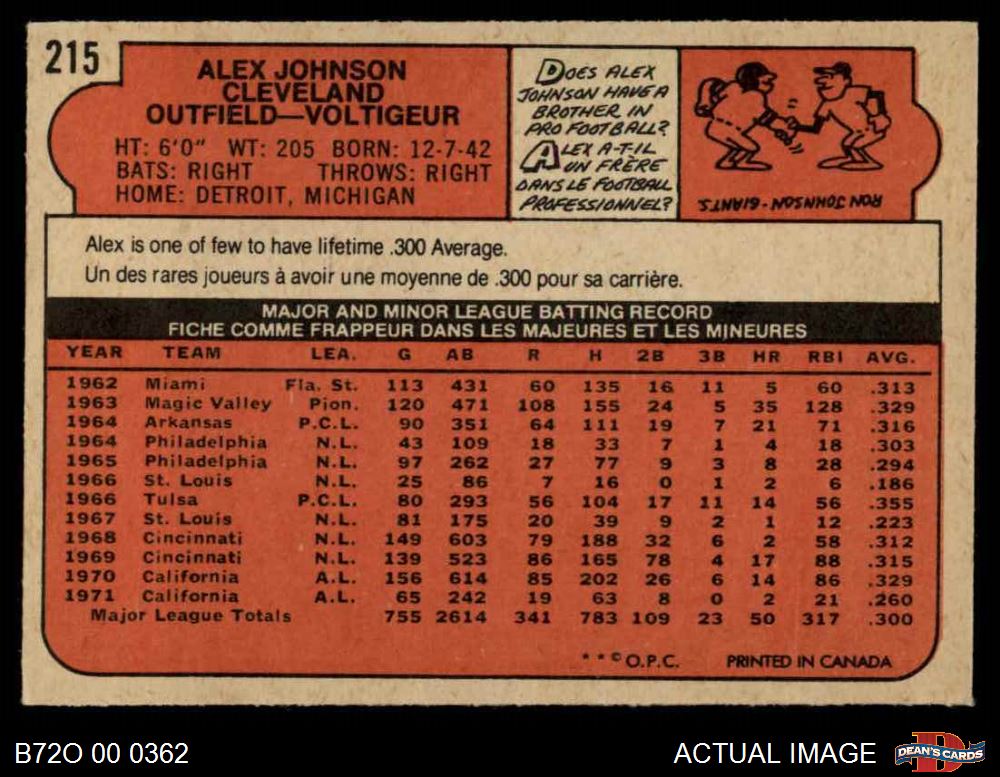 215
ALEX JOHNSON
CLEVELAND
OUTFIELD—VOLTIGEUR
HT: 6'0" WT: 205 BORN: 12-7-42
BATS: RIGHT THROWS: RIGHT
HOME: DETROIT, MICHIGAN
DOES ALEX
JOHNSON HAVE A
BROTHER IN
PRO FOOTBALL?
ALEX A-T-IL
UN FRÈRE
DANS LE FOOTBALL
PROFESSIONNEL?
RON JOHNSON - GIANTS
Alex is one of few to have lifetime .300 Average.
Un des rares joueurs à avoir une moyenne de .300 pour sa carrière.
MAJOR AND MINOR LEAGUE BATTING RECORD
FICHE COMME FRAPPEUR DANS LES MAJEURES ET LES MINEURES
YEAR TEAM LEA. G AB R H 2B 3B HR RBI AVG.
1962 Miami Fla. St. 113 431 60 135 16 11 5 60 .313
1963 Magic Valley Pion. 120 471 108 155 24 5 35 128 .329
1964 Arkansas P.C.L. 90 351 64 111 19 7 21 71 .316
1964 Philadelphia N.L. 43 109 18 33 7 1 4 18 .303
1965 Philadelphia N.L. 97 262 27 77 9 3 8 28 .294
1966 St. Louis N.L. 25 86 7 16 0 1 2 6 .186
1966 Tulsa P.C.L. 80 293 56 104 17 11 14 56 .355
1967 St. Louis N.L. 81 175 20 39 9 2 1 12 .223
1968 Cincinnati N.L. 149 603 79 188 32 6 2 58 .312
1969 Cincinnati N.L. 139 523 86 165 78 4 17 88 .315
1970 California A.L. 156 614 85 202 26 6 14 86 .329
1971 California A.L. 65 242 19 63 8 0 2 21 .260
Major League Totals 755 2614 341 783 109 23 50 317 .300
* * © O.P.C. PRINTED IN CANADA
B72O 00 0362
ACTUAL IMAGE
DEAN'S CARDS